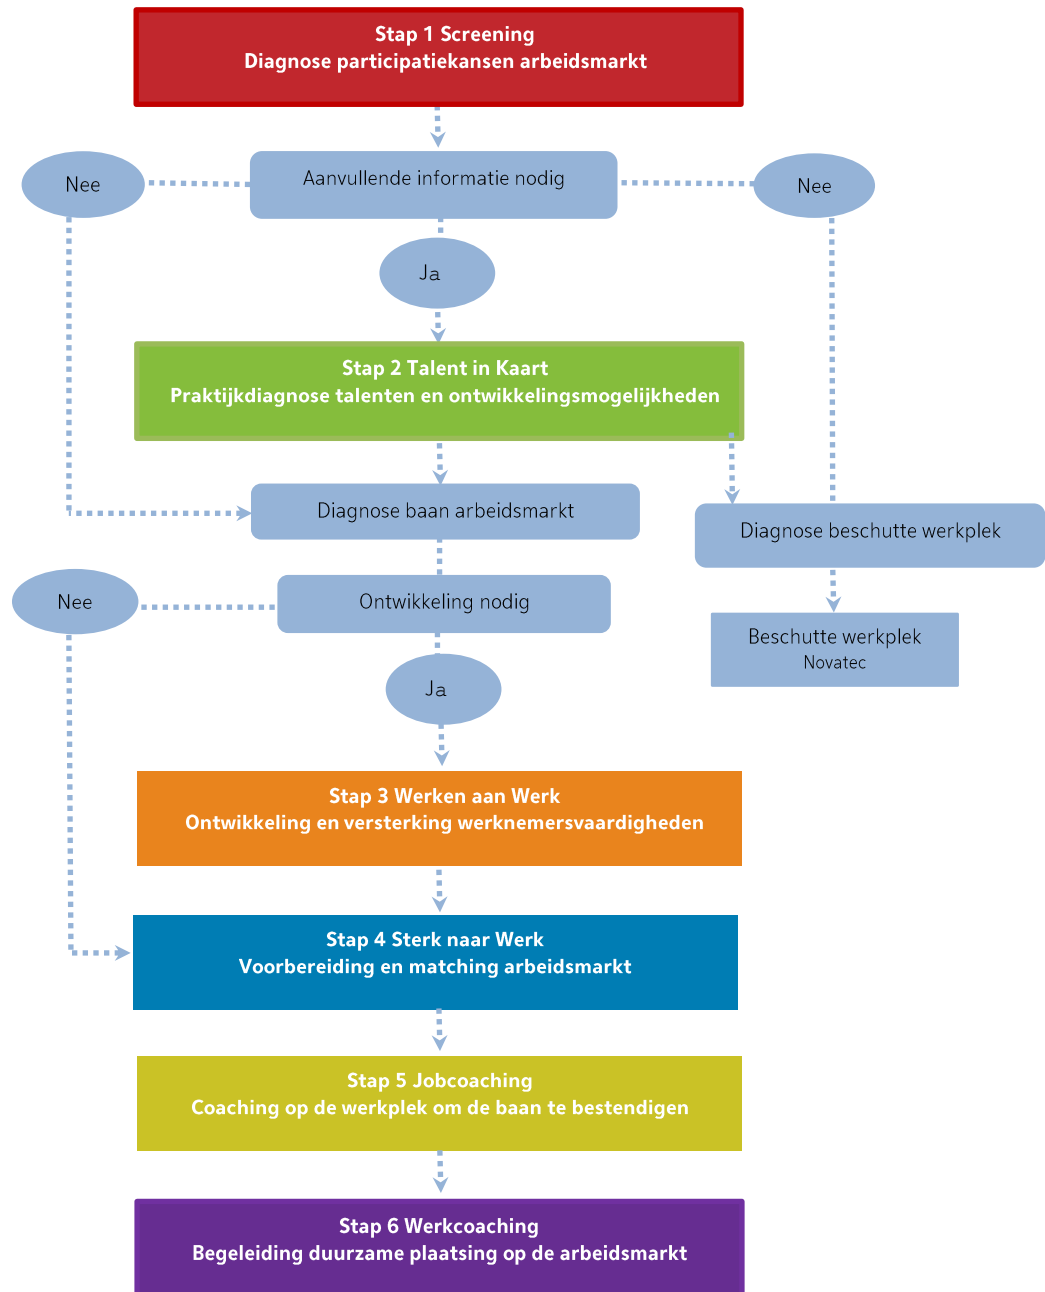 Stap 1 Screening
Diagnose participatiekansen arbeidsmarkt
Nee
Aanvullende informatie nodig
Nee
Ja
Stap 2 Talent in Kaart
Praktijkdiagnose talenten en ontwikkelingsmogelijkheden
Diagnose baan arbeidsmarkt
Diagnose beschutte werkplek
Nee
Ontwikkeling nodig
Beschutte werkplek
Novatec
Ja
Stap 3 Werken aan Werk
Ontwikkeling en versterking werknemersvaardigheden
Stap 4 Sterk naar Werk
Voorbereiding en matching arbeidsmarkt
Stap 5 Jobcoaching
Coaching op de werkplek om de baan te bestendigen
Stap 6 Werkcoaching
Begeleiding duurzame plaatsing op de arbeidsmarkt